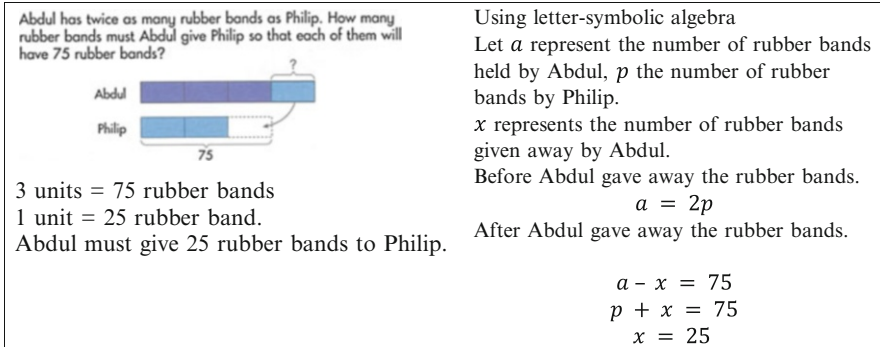 Abdul has twice as many rubber bands as Philip. How many
rubber bands must Abdul give Philip so that each of them will
have 75 rubber bands?
?
Abdul
Philip
75
3 units = 75 rubber bands
1 unit = 25 rubber band.
Abdul must give 25 rubber bands to Philip.
Using letter-symbolic algebra
Let a represent the number of rubber bands
held by Abdul, p the number of rubber
bands by Philip.
x represents the number of rubber bands
given away by Abdul.
Before Abdul gave away the rubber bands.
a = 2p
After Abdul gave away the rubber bands.
a – x = 75
p + x = 75
x = 25